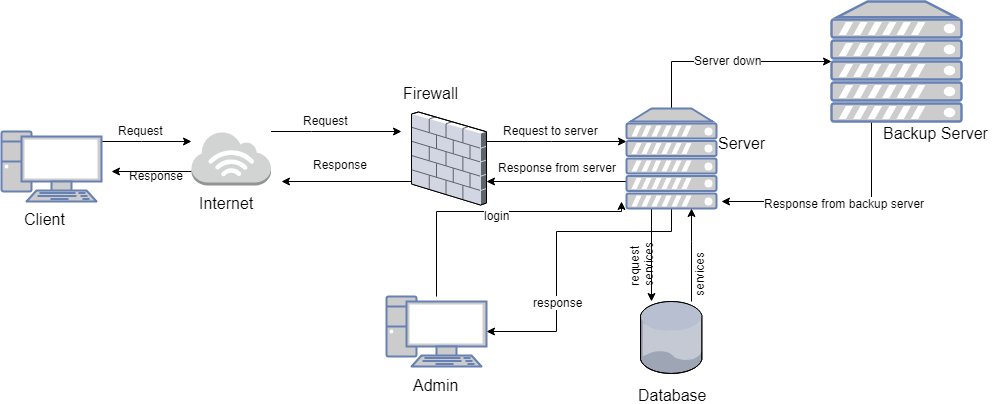 Server down
Backup Server
Firewall
Request
Request
Request to server
Server
Response
Response
Response from server
Client
Internet
login
Response from backup server
request
services
services
response
Admin
Database